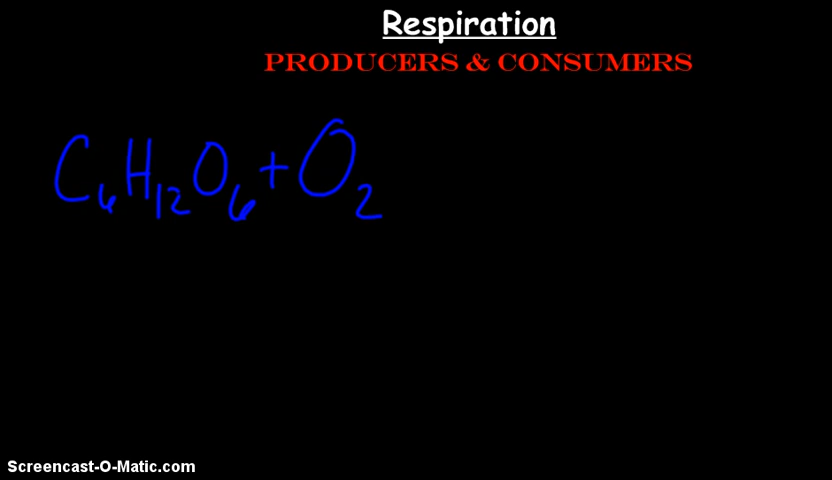 Respiration
PRODUCERS & CONSUMERS
C₆H₁₂O₆+O₂
Screencast-O-Matic.com